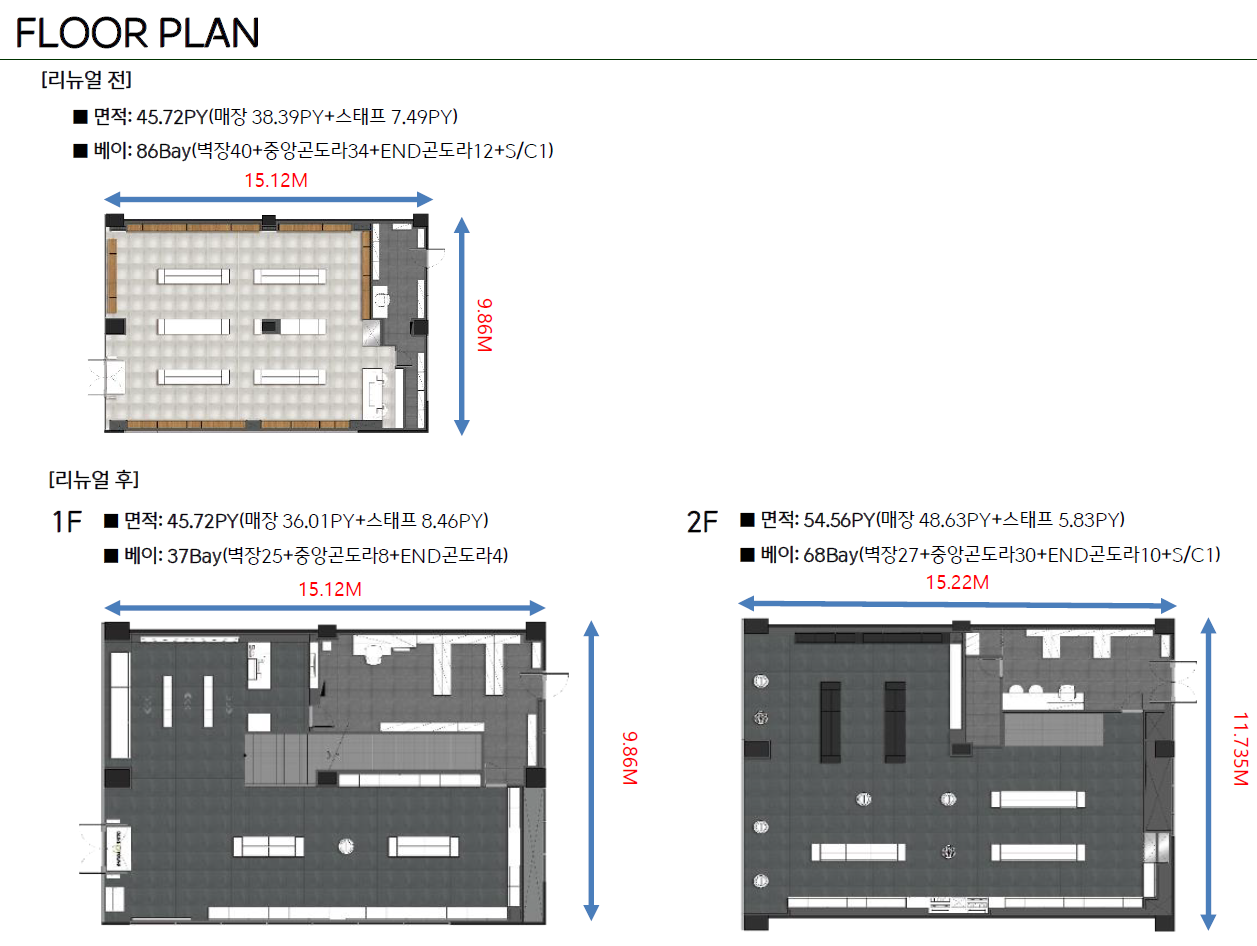 FLOOR PLAN
[리뉴얼 전]
■ 면적: 45.72PY(매장 38.39PY+스태프 7.49PY)
■ 베이: 86Bay(벽장40+중앙곤도라34+END곤도라12+S/C1)
15.12M
9.86M
[리뉴얼 후]
1F
■ 면적: 45.72PY(매장 36.01PY+스태프 8.46PY)
■ 베이: 37Bay(벽장25+중앙곤도라8+END곤도라4)
15.12M
9.86M
2F
■ 면적: 54.56PY(매장 48.63PY+스태프 5.83PY)
■ 베이: 68Bay(벽장27+중앙곤도라30+END곤도라10+S/C1)
15.22M
11.735M